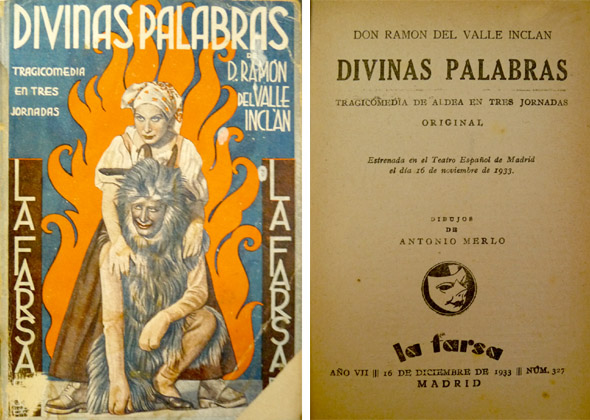 DIVINAS PALABRAS
DE
D. RAMON
DEL VALLE
INCLAN
TRAGICOMEDIA
EN TRES
JORNADAS
LA FARSA
LA FARSA
DON RAMON DEL VALLE INCLAN
DIVINAS PALABRAS
TRAGICOMEDIA DE ALDEA EN TRES JORNADAS
ORIGINAL
Estrenada en el Teatro Español de Madrid
el día 16 de noviembre de 1933.
DIBUJOS
DE
ANTONIO MERLO
la farsa
AÑO VII ||| 16 DE DICIEMBRE DE 1933 ||| NÚM. 327
MADRID